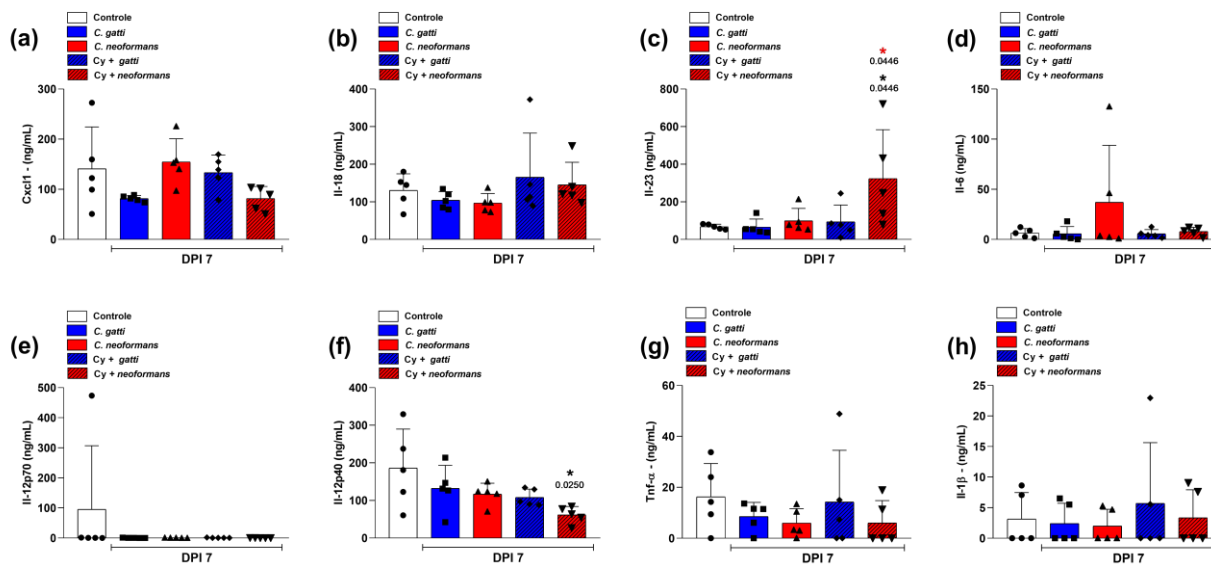 (a)
Controle
C. gatti
C. neoformans
Cy + gatti
Cy + neoformans
Cxcl1 - (ng/mL)
300
200
100
0
DPI 7
(b)
Controle
C. gatti
C. neoformans
Cy + gatti
Cy + neoformans
Il-18 (ng/mL)
400
300
200
100
0
DPI 7
(c)
Controle
C. gatti
C. neoformans
Cy + gatti
Cy + neoformans
*
0.0446
*
0.0446
Il-23 (ng/mL)
800
600
400
200
0
DPI 7
(d)
Controle
C. gatti
C. neoformans
Cy + gatti
Cy + neoformans
Il-6 (ng/mL)
150
100
50
0
DPI 7
(e)
Controle
C. gatti
C. neoformans
Cy + gatti
Cy + neoformans
Il-12p70 (ng/mL)
500
400
300
200
100
0
DPI 7
(f)
Controle
C. gatti
C. neoformans
Cy + gatti
Cy + neoformans
Il-12p40 (ng/mL)
400
300
200
100
0
*
0.0250
DPI 7
(g)
Controle
C. gatti
C. neoformans
Cy + gatti
Cy + neoformans
Tnf-α - (ng/mL)
60
40
20
0
DPI 7
(h)
Controle
C. gatti
C. neoformans
Cy + gatti
Cy + neoformans
Il-1β - (ng/mL)
25
20
15
10
5
0
DPI 7